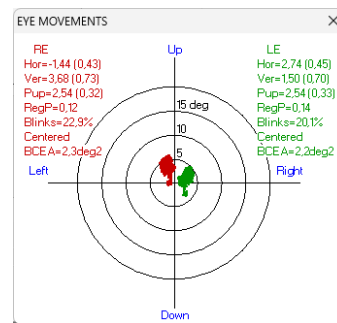 EYE MOVEMENTS
RE
Hor=-1,44 (0,43)
Ver=3,68 (0,73)
Pup=2,54 (0,32)
RegP=0,12
Blinks=22,9%
Centered
BCEA=2,3deg2
Up
LE
Hor=2,74 (0,45)
Ver=1,50 (0,70)
Pup=2,54 (0,33)
RegP=0,14
Blinks=20,1%
Centered
BCEA=2,2deg2
15 deg
10
5
Left
Right
Down